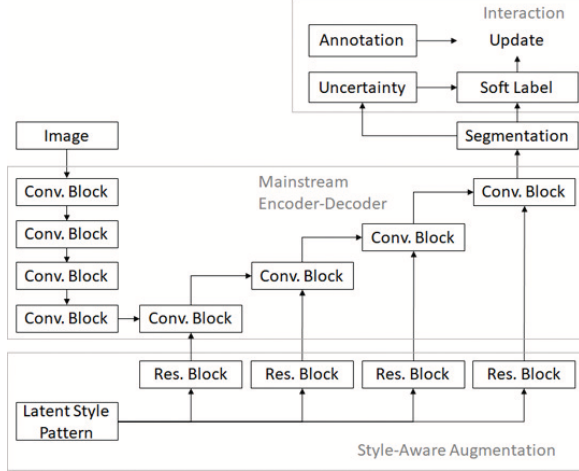 Interaction
Annotation
Update
Uncertainty
Soft Label
Image
Segmentation
Mainstream
Encoder-Decoder
Conv. Block
Conv. Block
Conv. Block
Conv. Block
Conv. Block
Conv. Block
Conv. Block
Conv. Block
Res. Block
Res. Block
Res. Block
Res. Block
Latent Style
Pattern
Style-Aware Augmentation